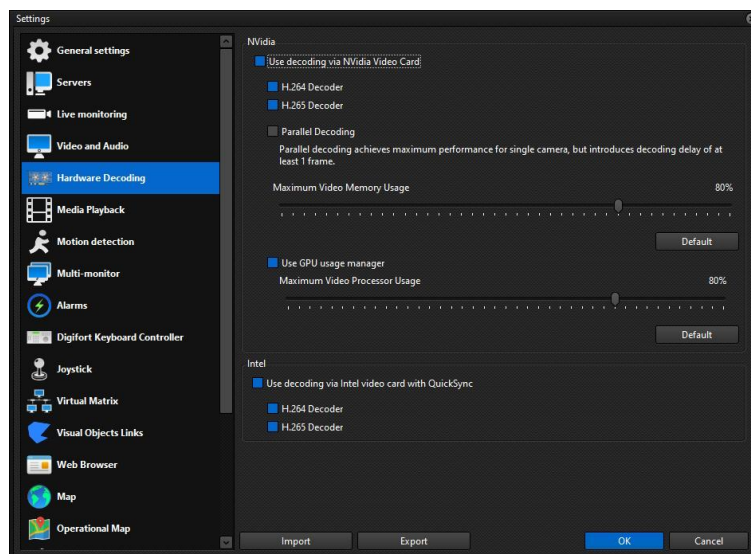 Settings
General settings
Servers
Live monitoring
Video and Audio
Hardware Decoding
Media Playback
Motion detection
Multi-monitor
Alarms
Digifort Keyboard Controller
Joystick
Virtual Matrix
Visual Objects Links
Web Browser
Map
Operational Map
NVidia
Use decoding via NVidia Video Card
H.264 Decoder
H.265 Decoder
Parallel Decoding
Parallel decoding achieves maximum performance for single camera, but introduces decoding delay of at
least 1 frame.
Maximum Video Memory Usage 80%
Default
Use GPU usage manager
Maximum Video Processor Usage 80%
Default
Intel
Use decoding via Intel video card with QuickSync
H.264 Decoder
H.265 Decoder
Import Export OK Cancel